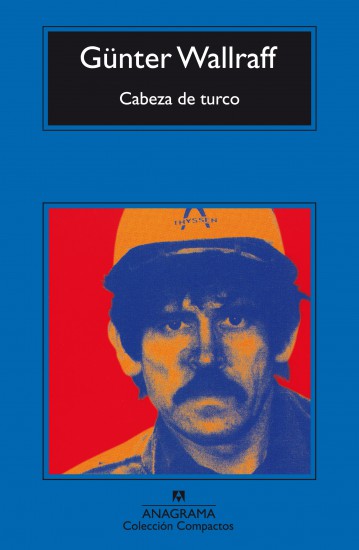 Günter Wallraff
Cabeza de turco
THYSSEN
ANAGRAMA
Colección Compactos